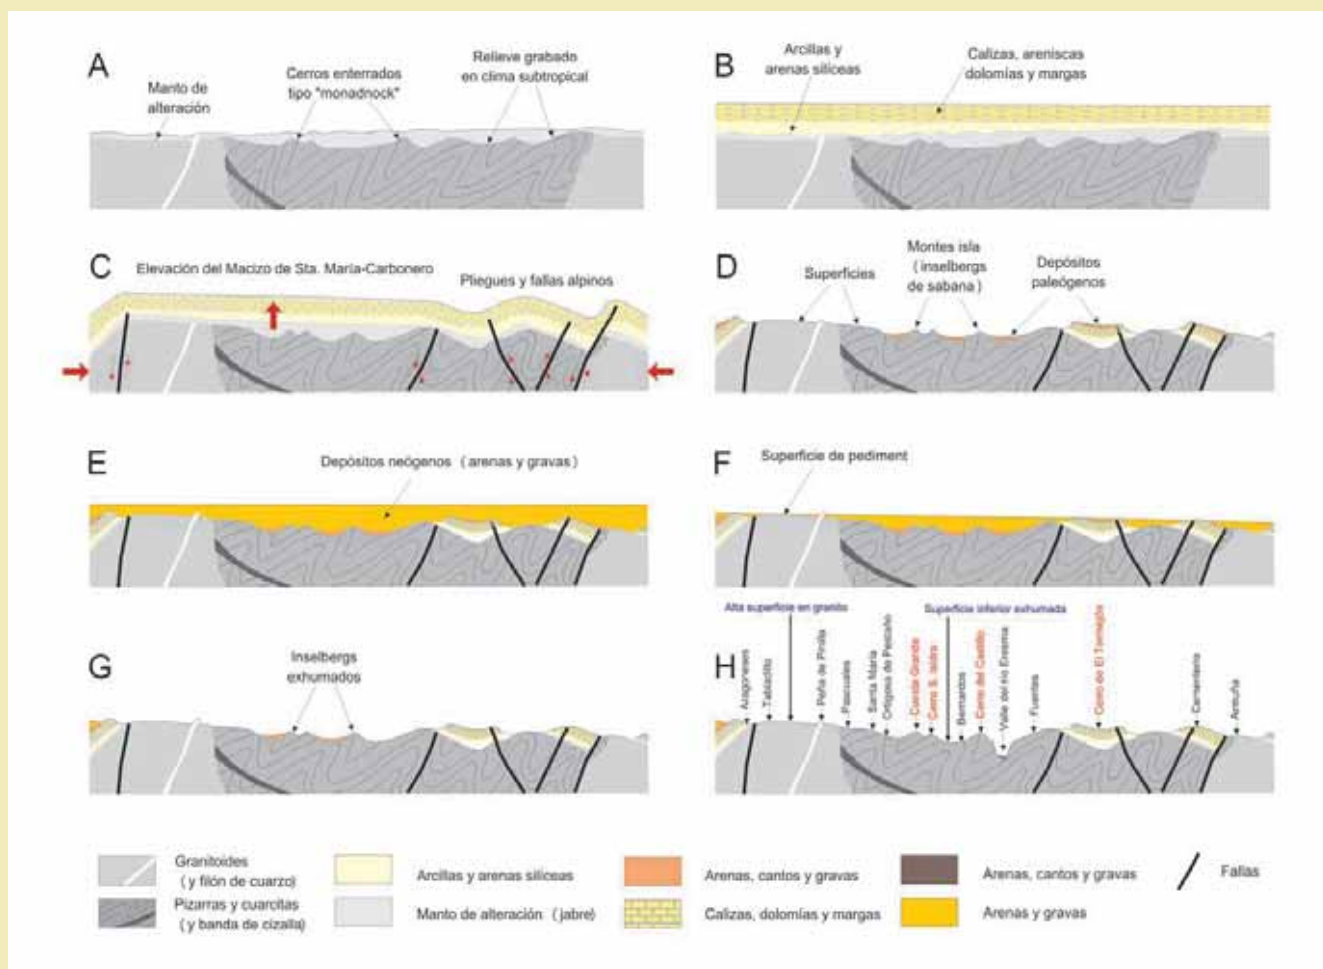 A
Manto de
alteración
Cerros enterrados
tipo "monadnock"
Relieve grabado
en clima subtropical
B
Arcillas y
arenas silíceas
Calizas, areniscas
dolomías y margas
C
Elevación del Macizo de Sta. María-Carbonero
Pliegues y fallas alpinos
D
Superficies
Montes isla
(inselbergs
de sabana)
Depósitos
paleógenos
E
Depósitos neógenos (arenas y gravas)
F
Superficie de pediment
G
Inselbergs
exhumados
H
Alta superficie en granito
Superficie inferior exhumada
Aragoneses
Tabladillo
Peña de Pinilla
Pascuales
Santa María
Ortigosa de Pestaño
Cuesta Grande
Cerro S. Isidro
Bernardos
Cerro del Castillo
Valle del río Eresma
Fuentes
Cerro de El Tormejón
Cementerio
Armuña
Granitoides
(y filón de cuarzo)
Arcillas y arenas silíceas
Arenas, cantos y gravas
Arenas, cantos y gravas
Fallas
Pizarras y cuarcitas
(y banda de cizalla)
Manto de alteración (jabre)
Calizas, dolomías y margas
Arenas y gravas